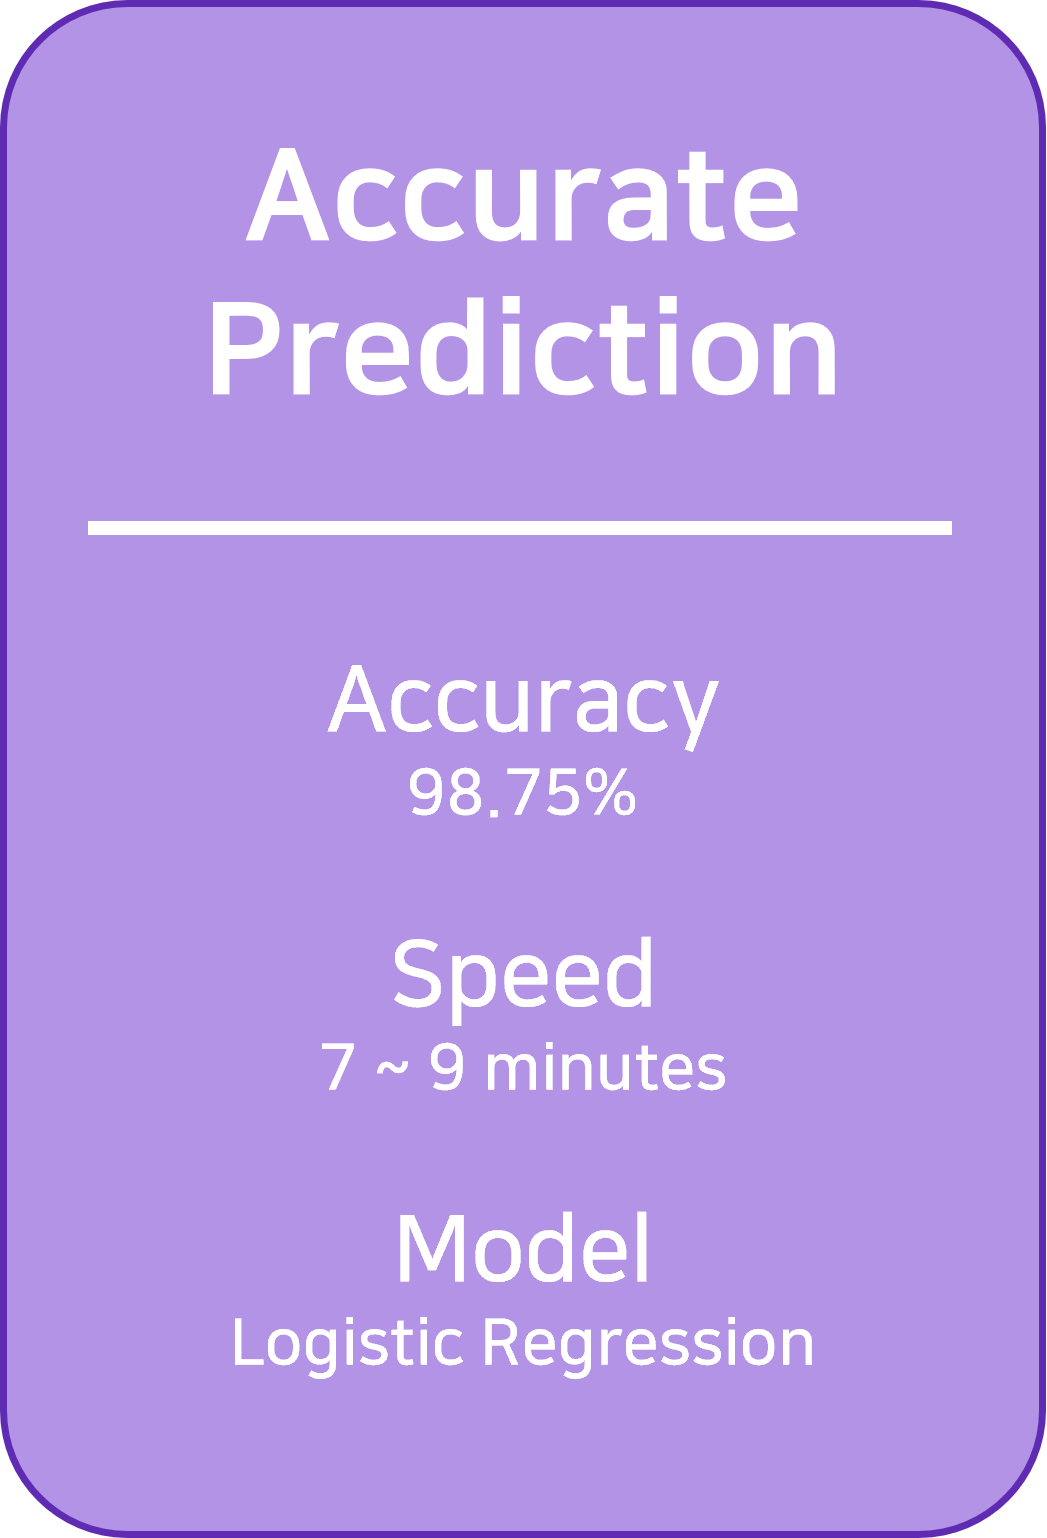 Accurate
Prediction
Accuracy
98.75%
Speed
7 ~ 9 minutes
Model
Logistic Regression